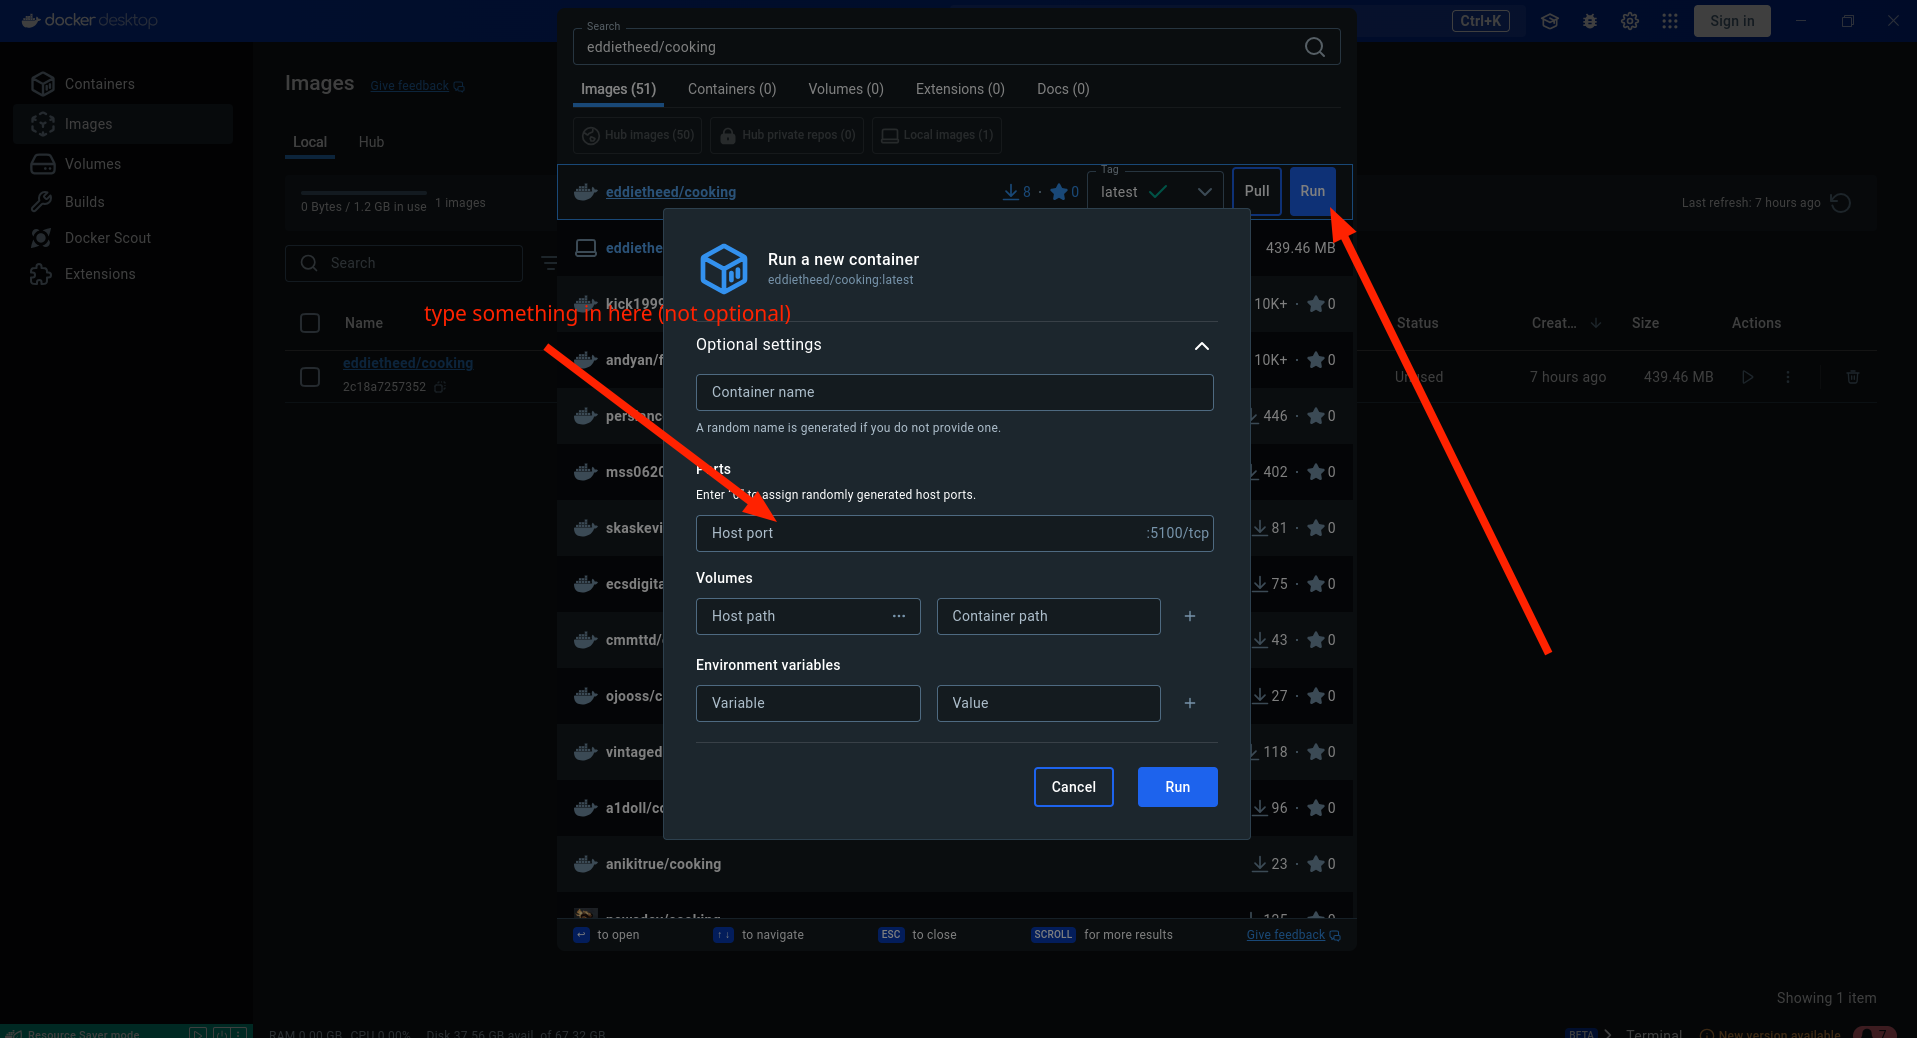 docker desktop
Ctrl+K
Sign in
Search
eddietheed/cooking
Images (51)
Containers (0)
Volumes (0)
Extensions (0)
Docs (0)
Hub images (50)
Hub private repos (0)
Local images (1)
Containers
Images
Volumes
Builds
Docker Scout
Extensions
Images
Give feedback
Local
Hub
0 Bytes / 1.2 GB in use
1 images
Last refresh: 7 hours ago
Search
Name
Status
Creat...
Size
Actions
eddietheed/cooking
2c18a7257352
7 hours ago
439.46 MB
eddietheed/cooking
8 · 0
Tag
latest
Pull
Run
eddiethe
439.46 MB
kick1999
10K+ · 0
andyan/f
10K+ · 0
446 · 0
mss0620
402 · 0
skaskevi
81 · 0
ecsdigita
75 · 0
cmmttd/
43 · 0
ojooss/c
27 · 0
vintaged
118 · 0
a1doll/co
96 · 0
anikitrue/cooking
23 · 0
to open
↑ ↓ to navigate
ESC to close
SCROLL for more results
Give feedback
Run a new container
eddietheed/cooking:latest
type something in here (not optional)
Optional settings
Container name
A random name is generated if you do not provide one.
Ports
Enter "0" to assign randomly generated host ports.
Host port
:5100/tcp
Volumes
Host path
...
Container path
+
Environment variables
Variable
Value
+
Cancel
Run
Showing 1 item
Resource Saver mode
RAM 0.00 GB CPU 0.00% Disk 37.56 GB avail. of 67.32 GB
BETA
Terminal
New version available
7